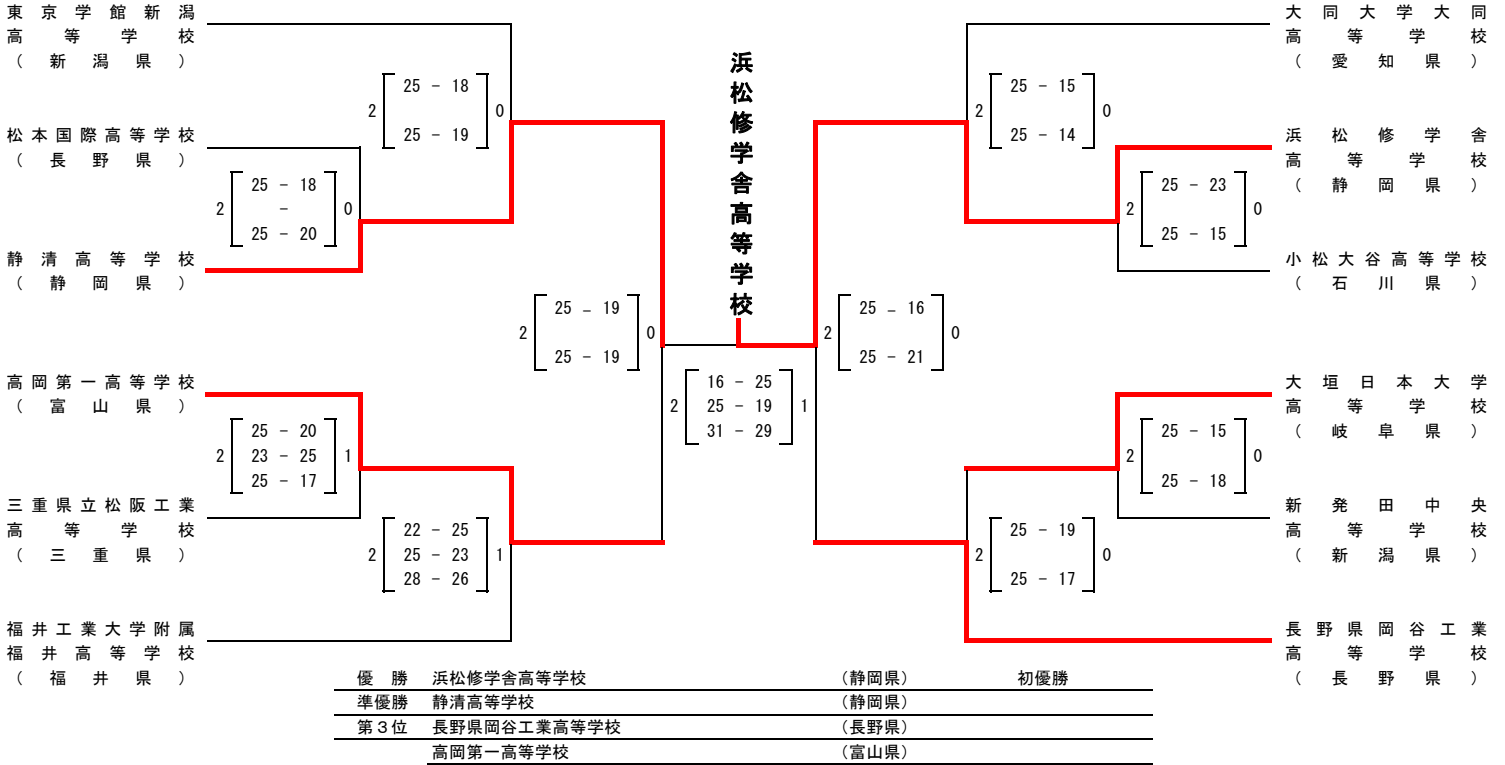 東京学館新潟
高等学校
（新潟県）
松本国際高等学校
（長野県）
静清高等学校
（静岡県）
高岡第一高等学校
（富山県）
三重県立松阪工業
高等学校
（三重県）
福井工業大学附属
福井高等学校
（福井県）
25 - 18
2 0
25 - 19
25 - 18
2 - 0
25 - 20
25 - 20
2 23 - 25 1
25 - 17
22 - 25
2 25 - 23 1
28 - 26
25 - 19
2 0
25 - 19
浜松修学舎高等学校
16 - 25
2 25 - 19 1
31 - 29
25 - 16
2 0
25 - 21
25 - 15
2 0
25 - 14
25 - 23
2 0
25 - 15
25 - 15
2 0
25 - 18
25 - 19
2 0
25 - 17
大同大学大同
高等学校
（愛知県）
浜松修学舎
高等学校
（静岡県）
小松大谷高等学校
（石川県）
大垣日本大学
高等学校
（岐阜県）
新発田中央
高等学校
（新潟県）
長野県岡谷工業
高等学校
（長野県）
優　勝 浜松修学舎高等学校 （静岡県） 初優勝
準優勝 静清高等学校 （静岡県）
第３位 長野県岡谷工業高等学校 （長野県）
高岡第一高等学校 （富山県）